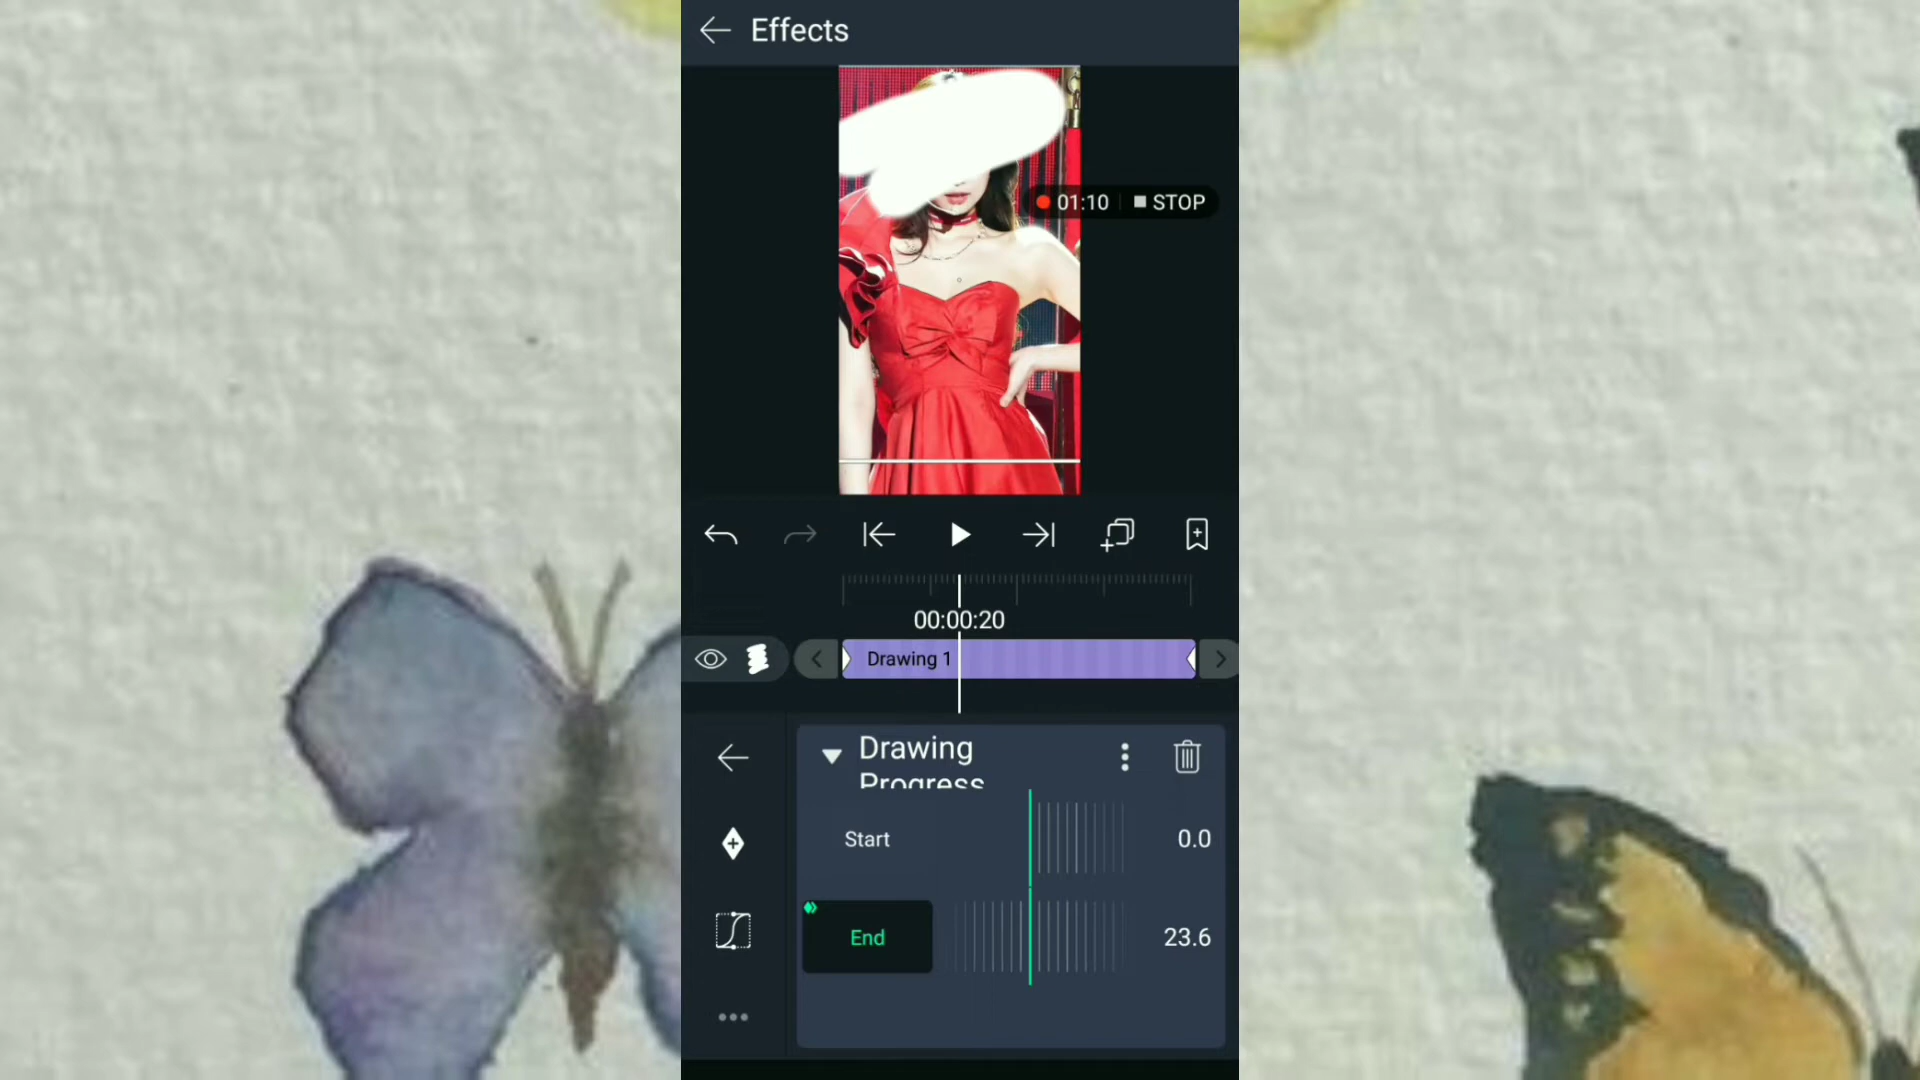 Effects
01:10 STOP
00:00:20
Drawing 1
Drawing
Progress
Start 0.0
End 23.6